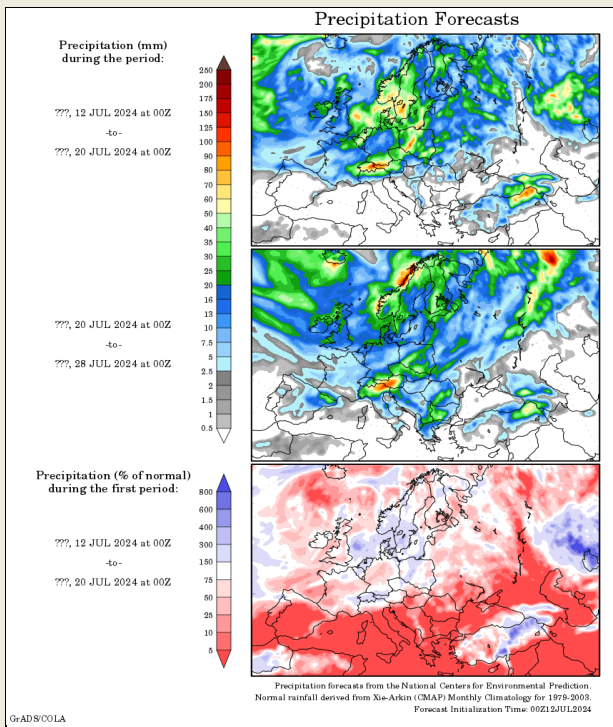 Precipitation Forecasts
Precipitation (mm)
during the period:
???, 12 JUL 2024 at 00Z
-to-
???, 20 JUL 2024 at 00Z
250
200
175
150
125
100
90
80
70
60
50
40
35
30
25
20
16
13
10
7.5
5
2.5
2
1.5
1
0.5
???, 20 JUL 2024 at 00Z
-to-
???, 28 JUL 2024 at 00Z
Precipitation (% of normal)
during the first period:
???, 12 JUL 2024 at 00Z
-to-
???, 20 JUL 2024 at 00Z
800
600
400
300
150
75
50
25
10
5
Precipitation forecasts from the National Centers for Environmental Prediction.
Normal rainfall derived from Xie-Arkin (CMAP) Monthly Climatology for 1979-2003.
Forecast Initialization Time: 00Z12JUL2024
GrADS/COLA